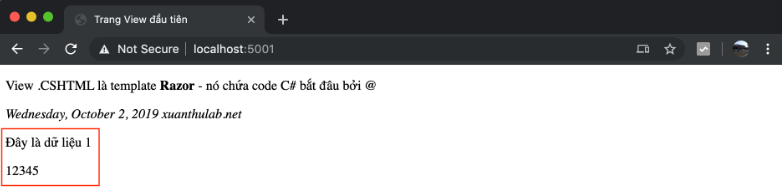 Trang View đầu tiên
Not Secure | localhost:5001
View .CSHTML là template Razor - nó chứa code C# bắt đâu bởi @
Wednesday, October 2, 2019 xuanthulab.net
Đây là dữ liệu 1
12345